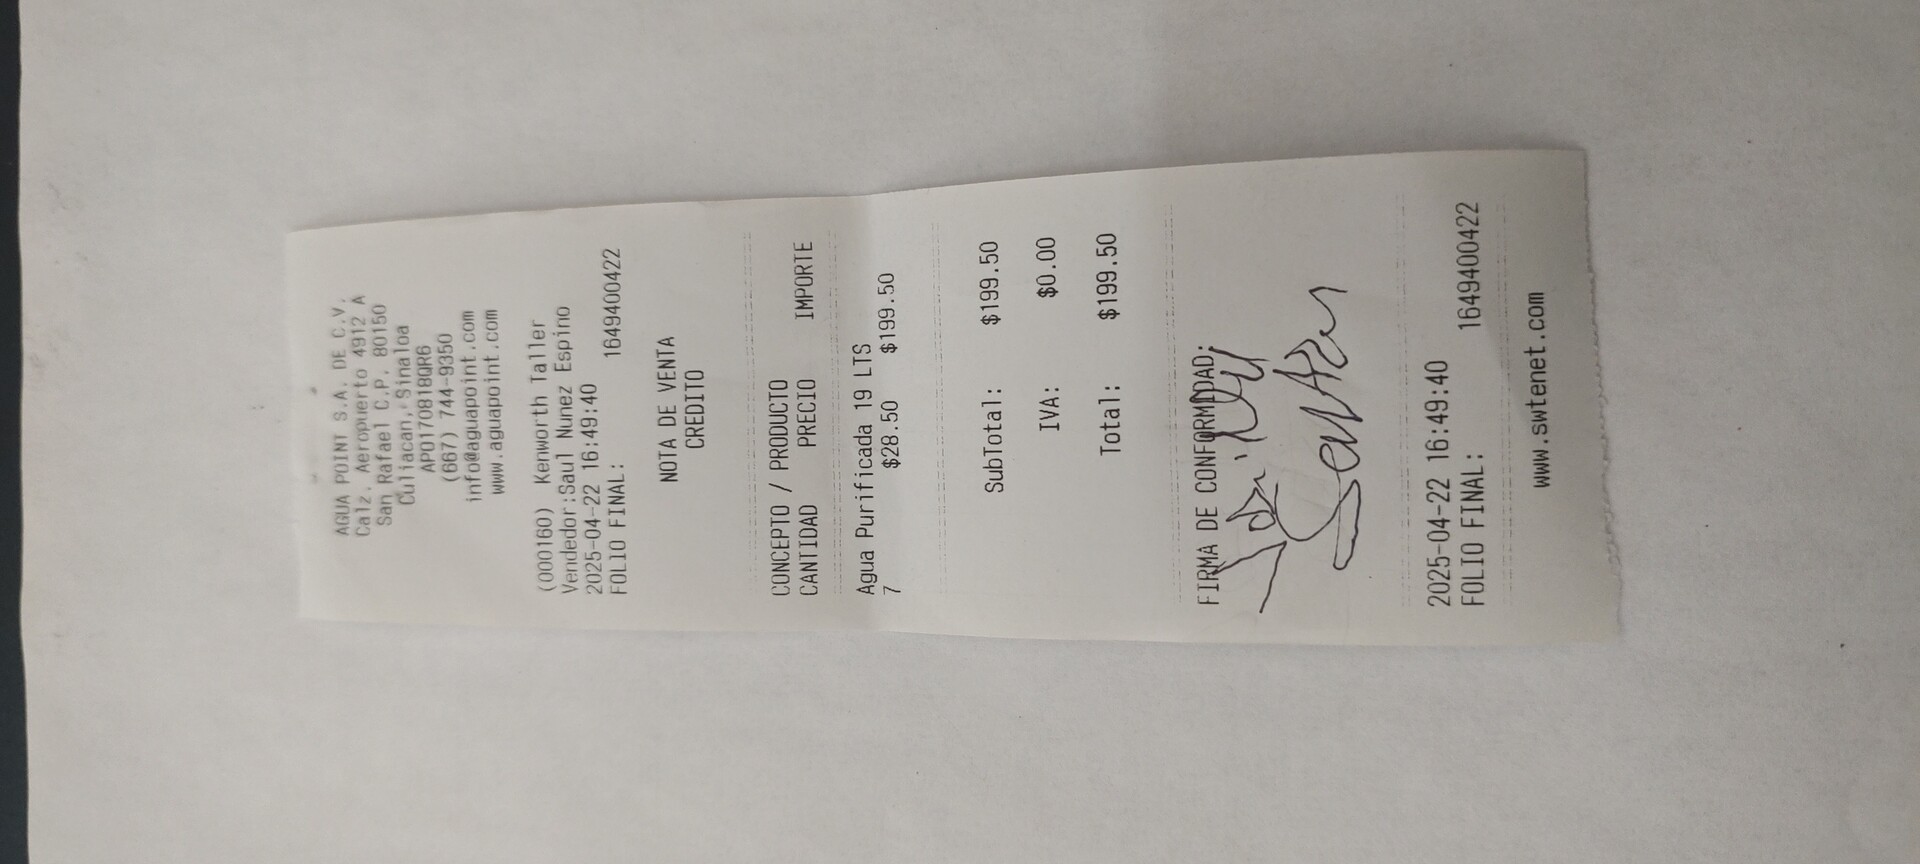 AGUA POINT S.A. DE C.V.
Calz. Aeropuerto 4912 A
San Rafael C.P. 80150
Culiacan, Sinaloa
APO170818QR6
(667) 744-9350
info@aguapoint.com
www.aguapoint.com
(000160) Kenworth Taller
Vendedor:Saul Nunez Espino
2025-04-22 16:49:40
FOLIO FINAL: 1649400422
NOTA DE VENTA
CREDITO
CONCEPTO / PRODUCTO
CANTIDAD PRECIO IMPORTE
Agua Purificada 19 LTS
7 $28.50 $199.50
SubTotal: $199.50
IVA: $0.00
Total: $199.50
FIRMA DE CONFORMIDAD:
2025-04-22 16:49:40
FOLIO FINAL: 1649400422
www.swtenet.com